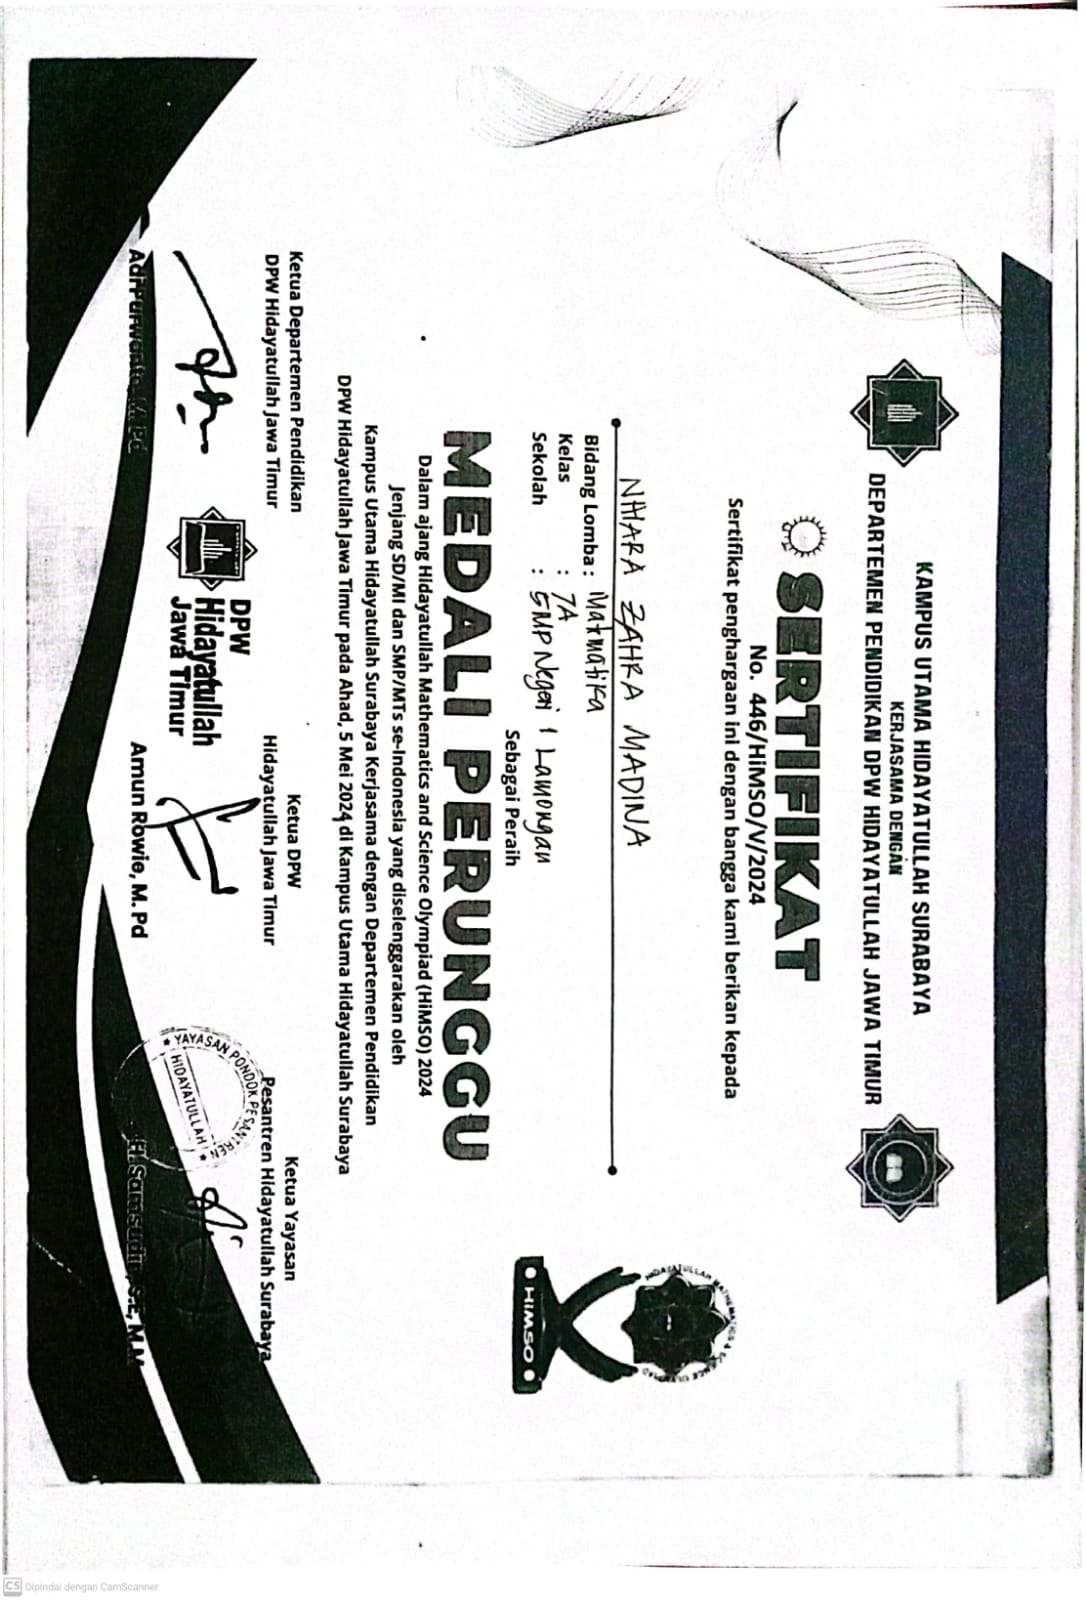 KAMPUS UTAMA HIDAYATULLAH SURABAYA
KERJASAMA DENGAN
DEPARTEMEN PENDIDIKAN DPW HIDAYATULLAH JAWA TIMUR
SERTIFIKAT
No. 446/HIMSO/V/2024
Sertifikat penghargaan ini dengan bangga kami berikan kepada
NHARA ZAHRA MADINA
Bidang Lomba : Matmatika
Kelas : 7A
Sekolah : SMP Negeri 1 Lamongan
Sebagai Peraih
MEDALI PERUNGGU
Dalam ajang Hidayatullah Mathematics and Science Olympiad (HiMSO) 2024
Jenjang SD/MI dan SMP/MTs se-Indonesia yang diselenggarakan oleh
Kampus Utama Hidayatullah Surabaya Kerjasama dengan Departemen Pendidikan
DPW Hidayatullah Jawa Timur pada Ahad, 5 Mei 2024 di Kampus Utama Hidayatullah Surabaya
HIDAYATULLAH MATHEMATICS & SCIENCE OLYMPIAD
HIMSO
Ketua Departemen Pendidikan
DPW Hidayatullah Jawa Timur
Adi Purwanto, M. Pd
DPW
Hidayatullah
Jawa Timur
Ketua DPW
Hidayatullah Jawa Timur
Amun Rowie, M. Pd
Ketua Yayasan
Pesantren Hidayatullah Surabaya
YAYASAN PONDOK PESANTREN
HIDAYATULLAH
H. Samsudin, S.E, M.M
CS Dipindai dengan CamScanner